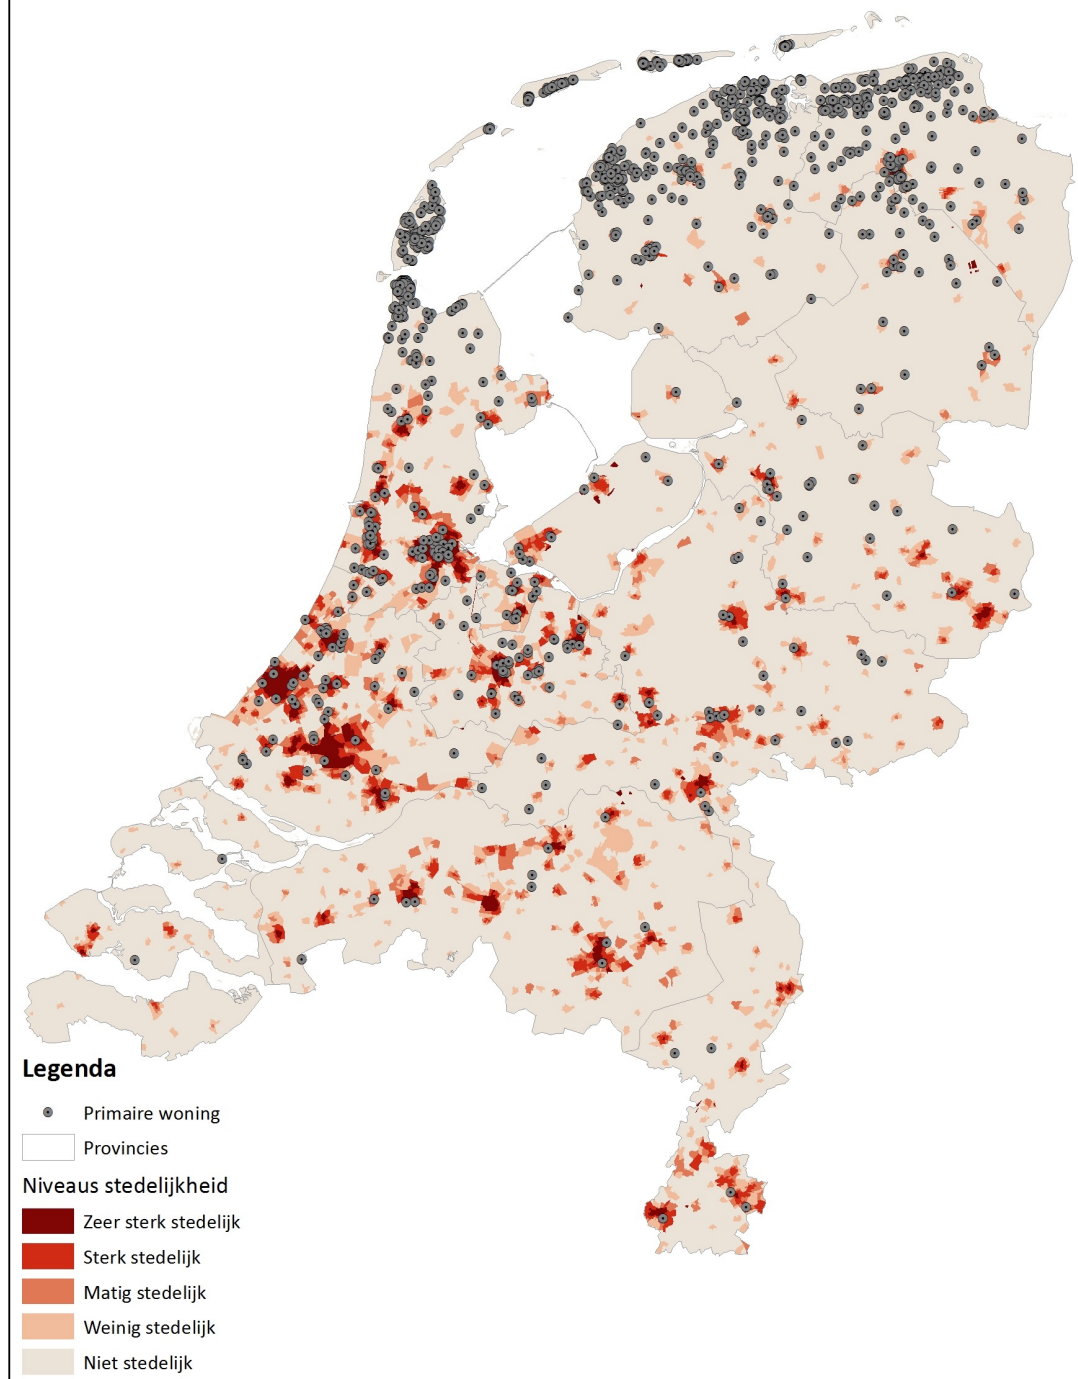 Legenda
Primaire woning
Provincies
Niveaus stedelijkheid
Zeer sterk stedelijk
Sterk stedelijk
Matig stedelijk
Weinig stedelijk
Niet stedelijk